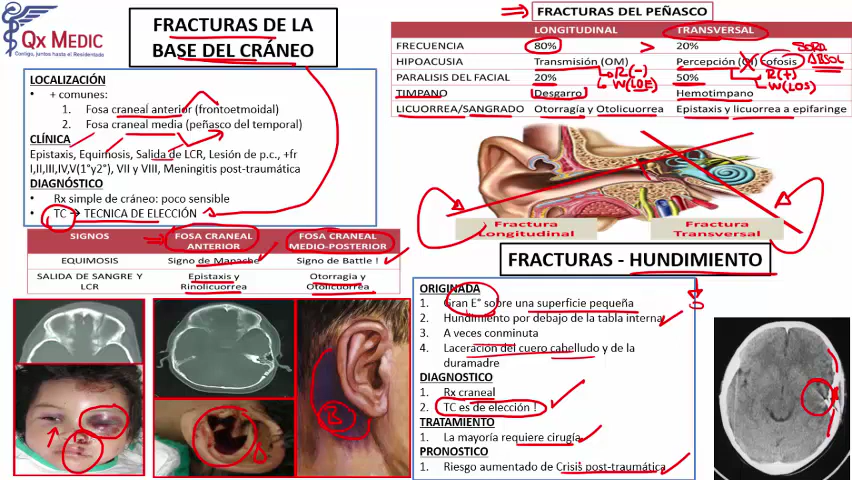 Qx MEDIC
Contigo, juntos hasta el Residentado
FRACTURAS DE LA
BASE DEL CRÁNEO
LOCALIZACIÓN
• + comunes:
1. Fosa craneal anterior (frontoetmoidal)
2. Fosa craneal media (peñasco del temporal)
CLÍNICA
Epistaxis, Equimosis, Salida de LCR, Lesión de p.c., +fr
I,II,III,IV,V(1°y2°), VII y VIII, Meningitis post-traumática
DIAGNÓSTICO
• Rx simple de cráneo: poco sensible
• TC → TECNICA DE ELECCIÓN
SIGNOS FOSA CRANEAL ANTERIOR FOSA CRANEAL MEDIO-POSTERIOR
EQUIMOSIS Signo de Mapache Signo de Battle !
SALIDA DE SANGRE Y LCR Epistaxis y Rinolicuorrea Otorragia y Otolicuorrea
B
FRACTURAS DEL PEÑASCO
LONGITUDINAL TRANSVERSAL
FRECUENCIA 80% > 20%
SORD
ABSOL
HIPOACUSIA Transmisión (OM) Percepción (OI) cofosis
R(-) R(+)
PARALISIS DEL FACIAL 20% 50%
W(LOE) W(LOS)
TIMPANO Desgarro Hemotimpano
LICUORREA/SANGRADO Otorragía y Otolicuorrea Epistaxis y licuorrea a epifaringe
Fractura Longitudinal
Fractura Transversal
FRACTURAS - HUNDIMIENTO
ORIGINADA
1. Gran E° sobre una superficie pequeña
2. Hundimiento por debajo de la tabla interna
3. A veces conminuta
4. Laceración del cuero cabelludo y de la
duramadre
DIAGNOSTICO
1. Rx craneal
2. TC es de elección !
TRATAMIENTO
1. La mayoría requiere cirugía
PRONOSTICO
1. Riesgo aumentado de Crisis post-traumática